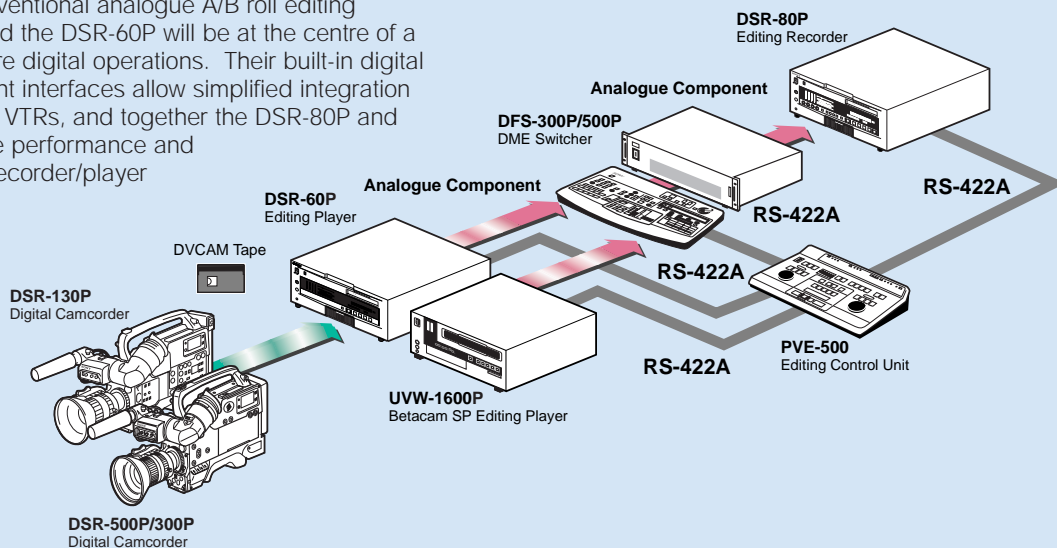 ventional analogue A/B roll editing
d the DSR-60P will be at the centre of a
re digital operations. Their built-in digital
nt interfaces allow simplified integration
VTRs, and together the DSR-80P and
e performance and
ecorder/player
DSR-80P
Editing Recorder
Analogue Component
DFS-300P/500P
DME Switcher
Analogue Component
RS-422A
RS-422A
DSR-60P
Editing Player
DVCAM Tape
RS-422A
DSR-130P
Digital Camcorder
PVE-500
Editing Control Unit
RS-422A
UVW-1600P
Betacam SP Editing Player
DSR-500P/300P
Digital Camcorder